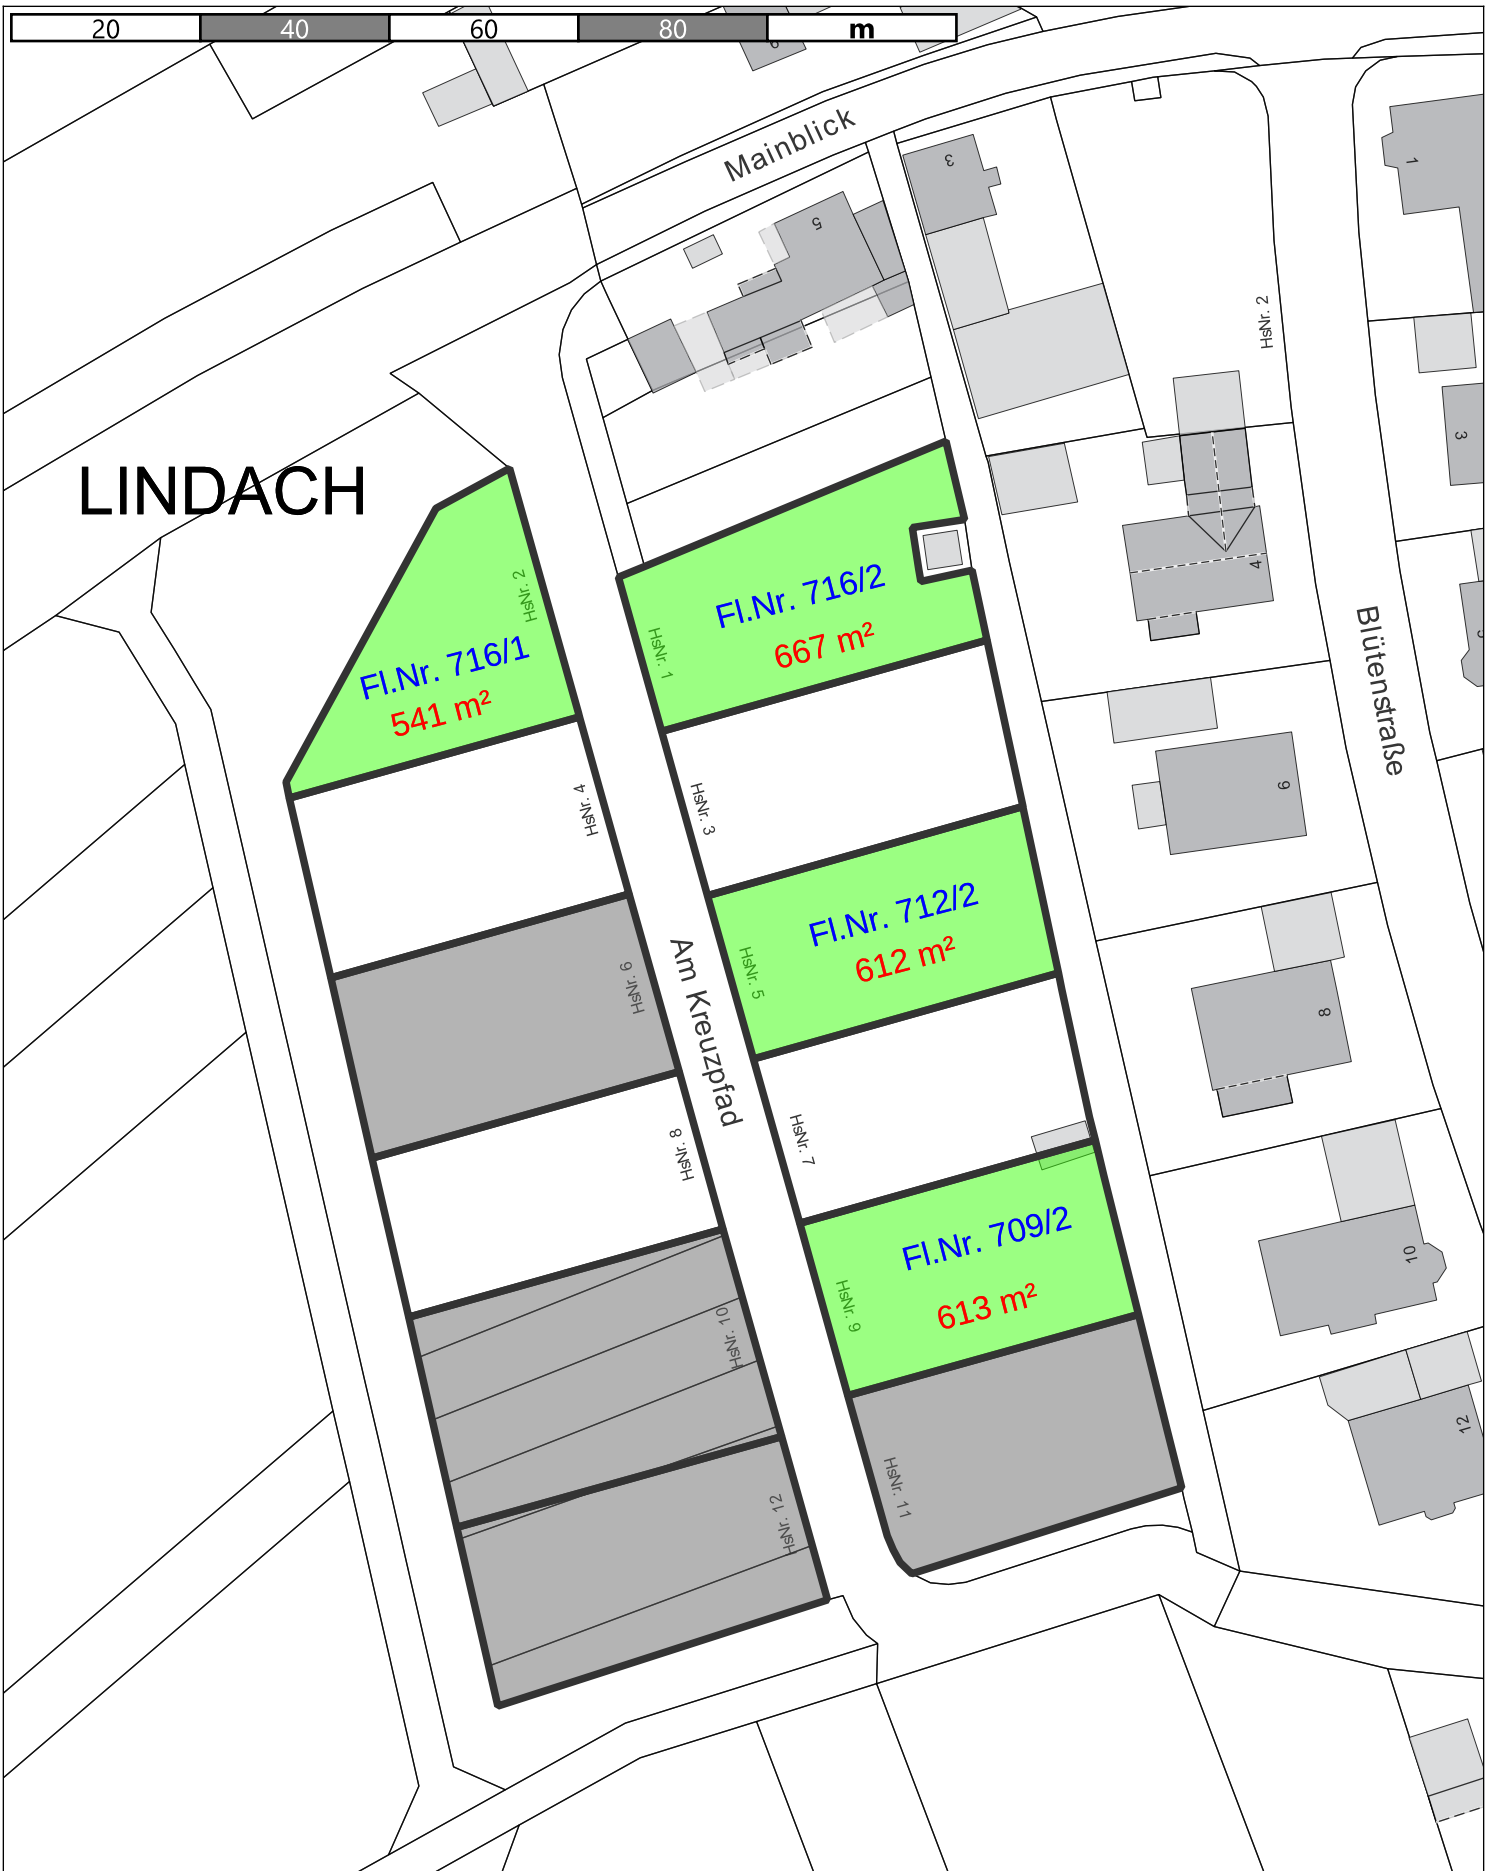 20 40 60 80 m
Mainblick
3
5
1
HsNr. 2
LINDACH
3
4
HsNr. 2
Fl.Nr. 716/1
541 m²
Fl.Nr. 716/2
667 m²
HsNr. 1
Blütenstraße
HsNr. 4
HsNr. 3
6
Fl.Nr. 712/2
612 m²
HsNr. 5
HsNr. 6
Am Kreuzpfad
8
HsNr. 8
HsNr. 7
Fl.Nr. 709/2
613 m²
HsNr. 9
10
HsNr. 10
12
HsNr. 11
HsNr. 12